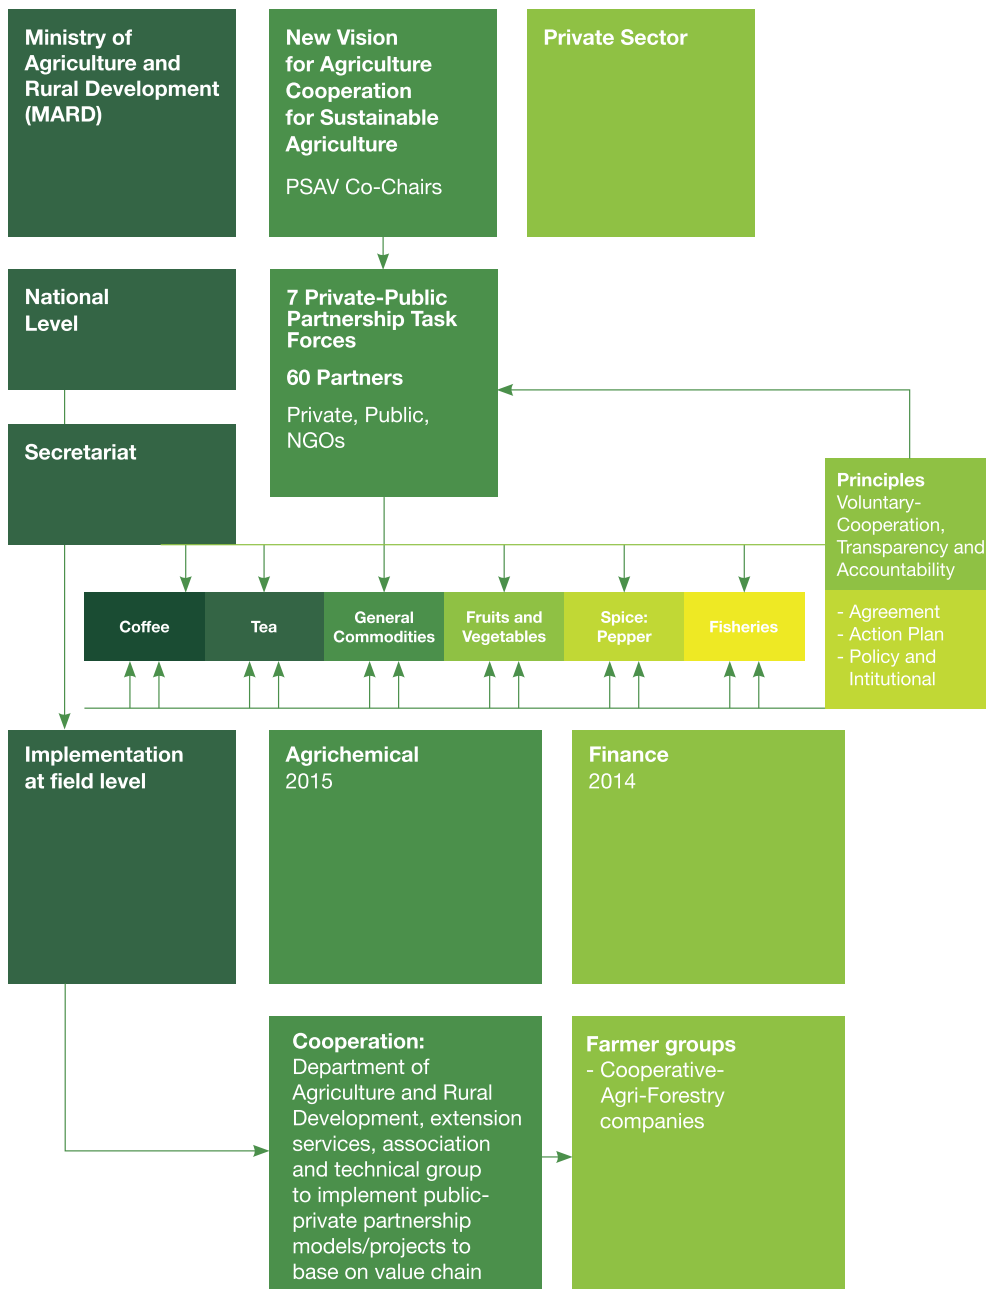 Ministry of
Agriculture and
Rural Development
(MARD)
New Vision
for Agriculture
Cooperation
for Sustainable
Agriculture
PSAV Co-Chairs
Private Sector
National
Level
7 Private-Public
Partnership Task
Forces
60 Partners
Private, Public,
NGOs
Secretariat
Principles
Voluntary-
Cooperation,
Transparency and
Accountability
- Agreement
- Action Plan
- Policy and
Intitutional
Coffee
Tea
General
Commodities
Fruits and
Vegetables
Spice:
Pepper
Fisheries
Implementation
at field level
Agrichemical
2015
Finance
2014
Cooperation:
Department of
Agriculture and Rural
Development, extension
services, association
and technical group
to implement public-
private partnership
models/projects to
base on value chain
Farmer groups
- Cooperative-
Agri-Forestry
companies